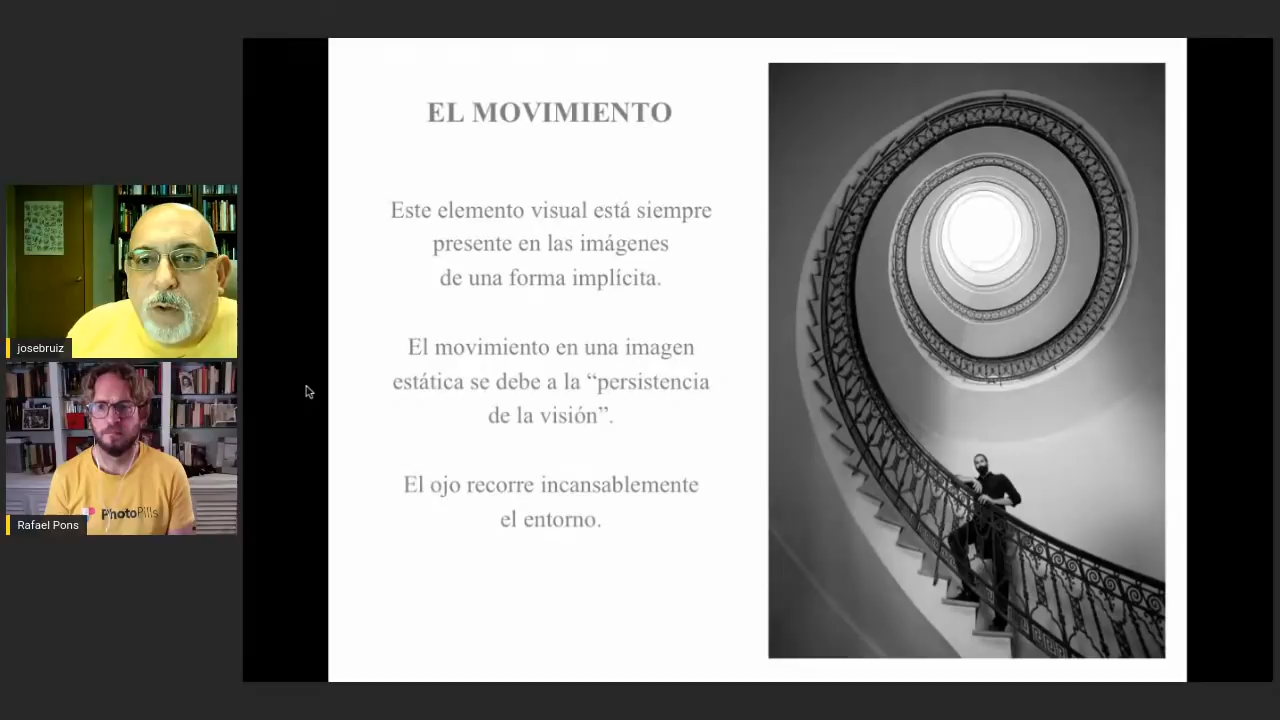 EL MOVIMIENTO
Este elemento visual está siempre
presente en las imágenes
de una forma implícita.
El movimiento en una imagen
estática se debe a la “persistencia
de la visión”.
El ojo recorre incansablemente
el entorno.
josebruiz
PhotoPills
Rafael Pons